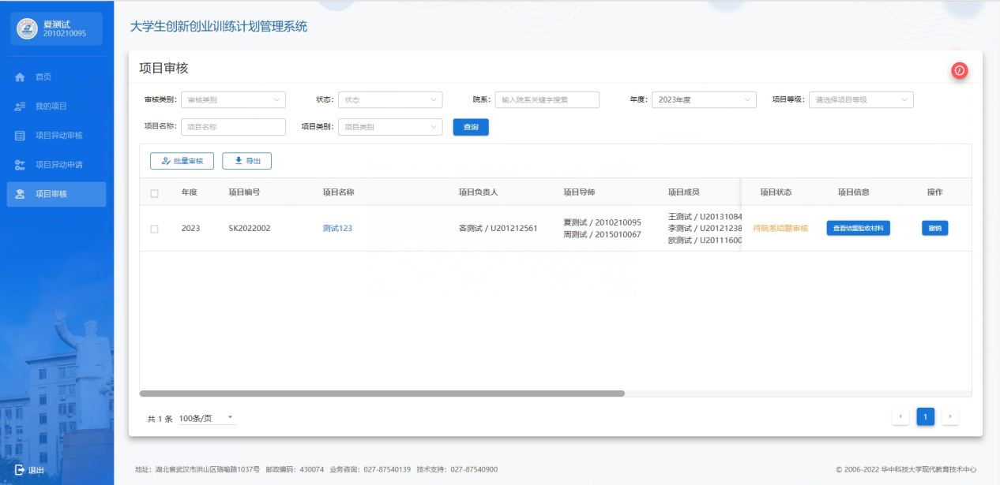 夏测试
2010210095
大学生创新创业训练计划管理系统
首页
我的项目
项目异动审核
项目异动申请
项目审核
退出
项目审核
审核类别: 审核类别 状态: 状态 院系: 输入院系关键字搜索 年度: 2023年度 项目等级: 请选择项目等级
项目名称: 项目名称 项目类别: 项目类别 查询
批量审核 导出
年度 项目编号 项目名称 项目负责人 项目导师 项目成员 项目状态 项目信息 操作
2023 SK2022002 测试123 吝测试 / U201212561 夏测试 / 2010210095 王测试 / U20131084 待院系结题审核 查看结题验收材料 撤销
周测试 / 2015010067 李测试 / U20121238
欧测试 / U20111600
共 1 条 100条/页 1
地址: 湖北省武汉市洪山区珞喻路1037号 邮政编码: 430074 业务咨询: 027-87540139 技术支持: 027-87540900 © 2006-2022 华中科技大学现代教育技术中心